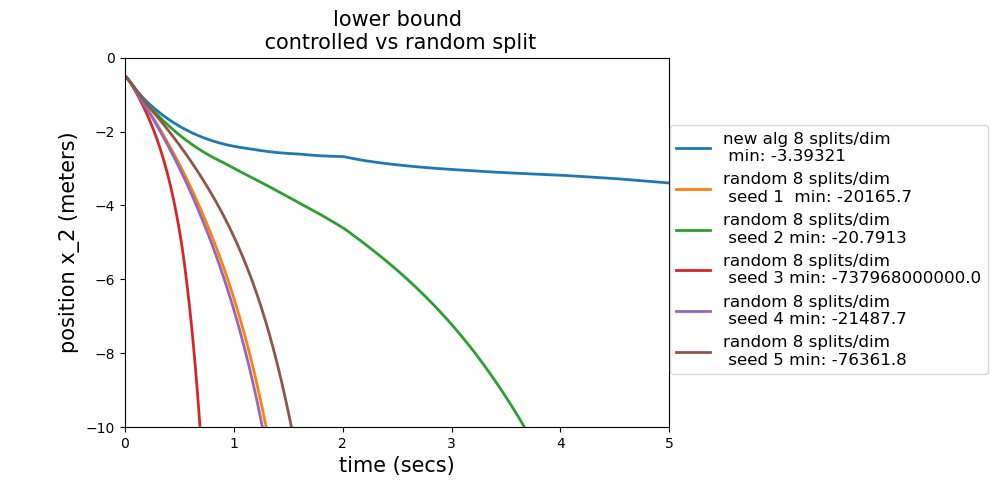 lower bound
controlled vs random split
0
−2
−4
−6
−8
−10
position x_2 (meters)
0
1
2
3
4
5
time (secs)
new alg 8 splits/dim
min: -3.39321
random 8 splits/dim
seed 1  min: -20165.7
random 8 splits/dim
seed 2 min: -20.7913
random 8 splits/dim
seed 3 min: -737968000000.0
random 8 splits/dim
seed 4 min: -21487.7
random 8 splits/dim
seed 5 min: -76361.8